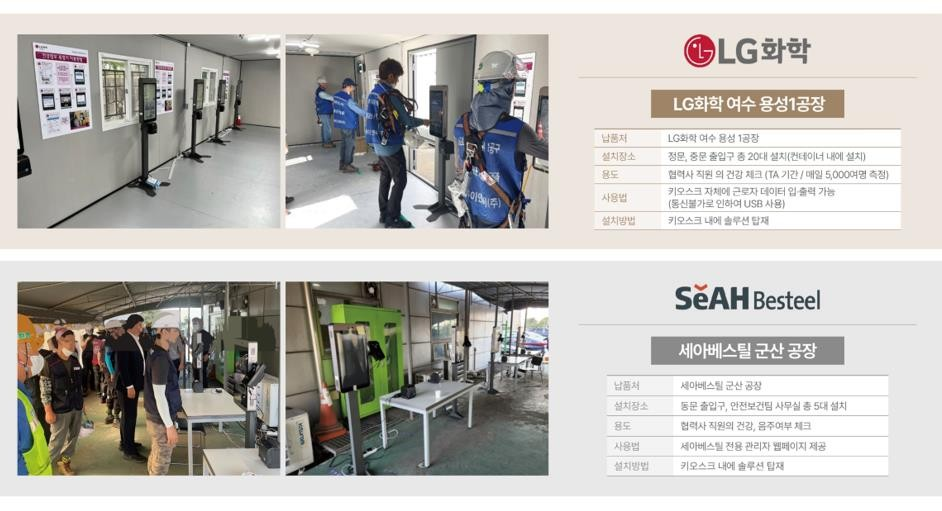 LG화학
LG화학 여수 용성1공장
납품처 LG화학 여수 용성 1공장
설치장소 정문, 중문 출입구 총 20대 설치(컨테이너 내에 설치)
용도 협력사 직원 의 건강 체크 (TA 기간 / 매일 5,000여명 측정)
사용법 키오스크 자체에 근로자 데이터 입·출력 가능
(통신불가로 인하여 USB 사용)
설치방법 키오스크 내에 솔루션 탑재
SeAH Besteel
세아베스틸 군산 공장
납품처 세아베스틸 군산 공장
설치장소 동문 출입구, 안전보건팀 사무실 총 5대 설치
용도 협력사 직원의 건강, 음주여부 체크
사용법 세아베스틸 전용 관리자 웹페이지 제공
설치방법 키오스크 내에 솔루션 탑재